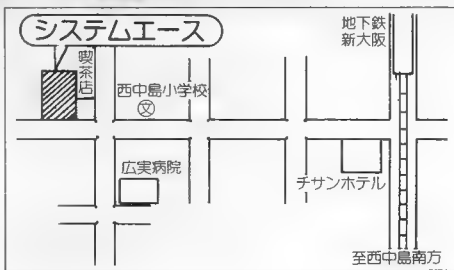 システムエース
地下鉄
新大阪
喫茶店
西中島小学校
文
広実病院
チサンホテル
至西中島南方